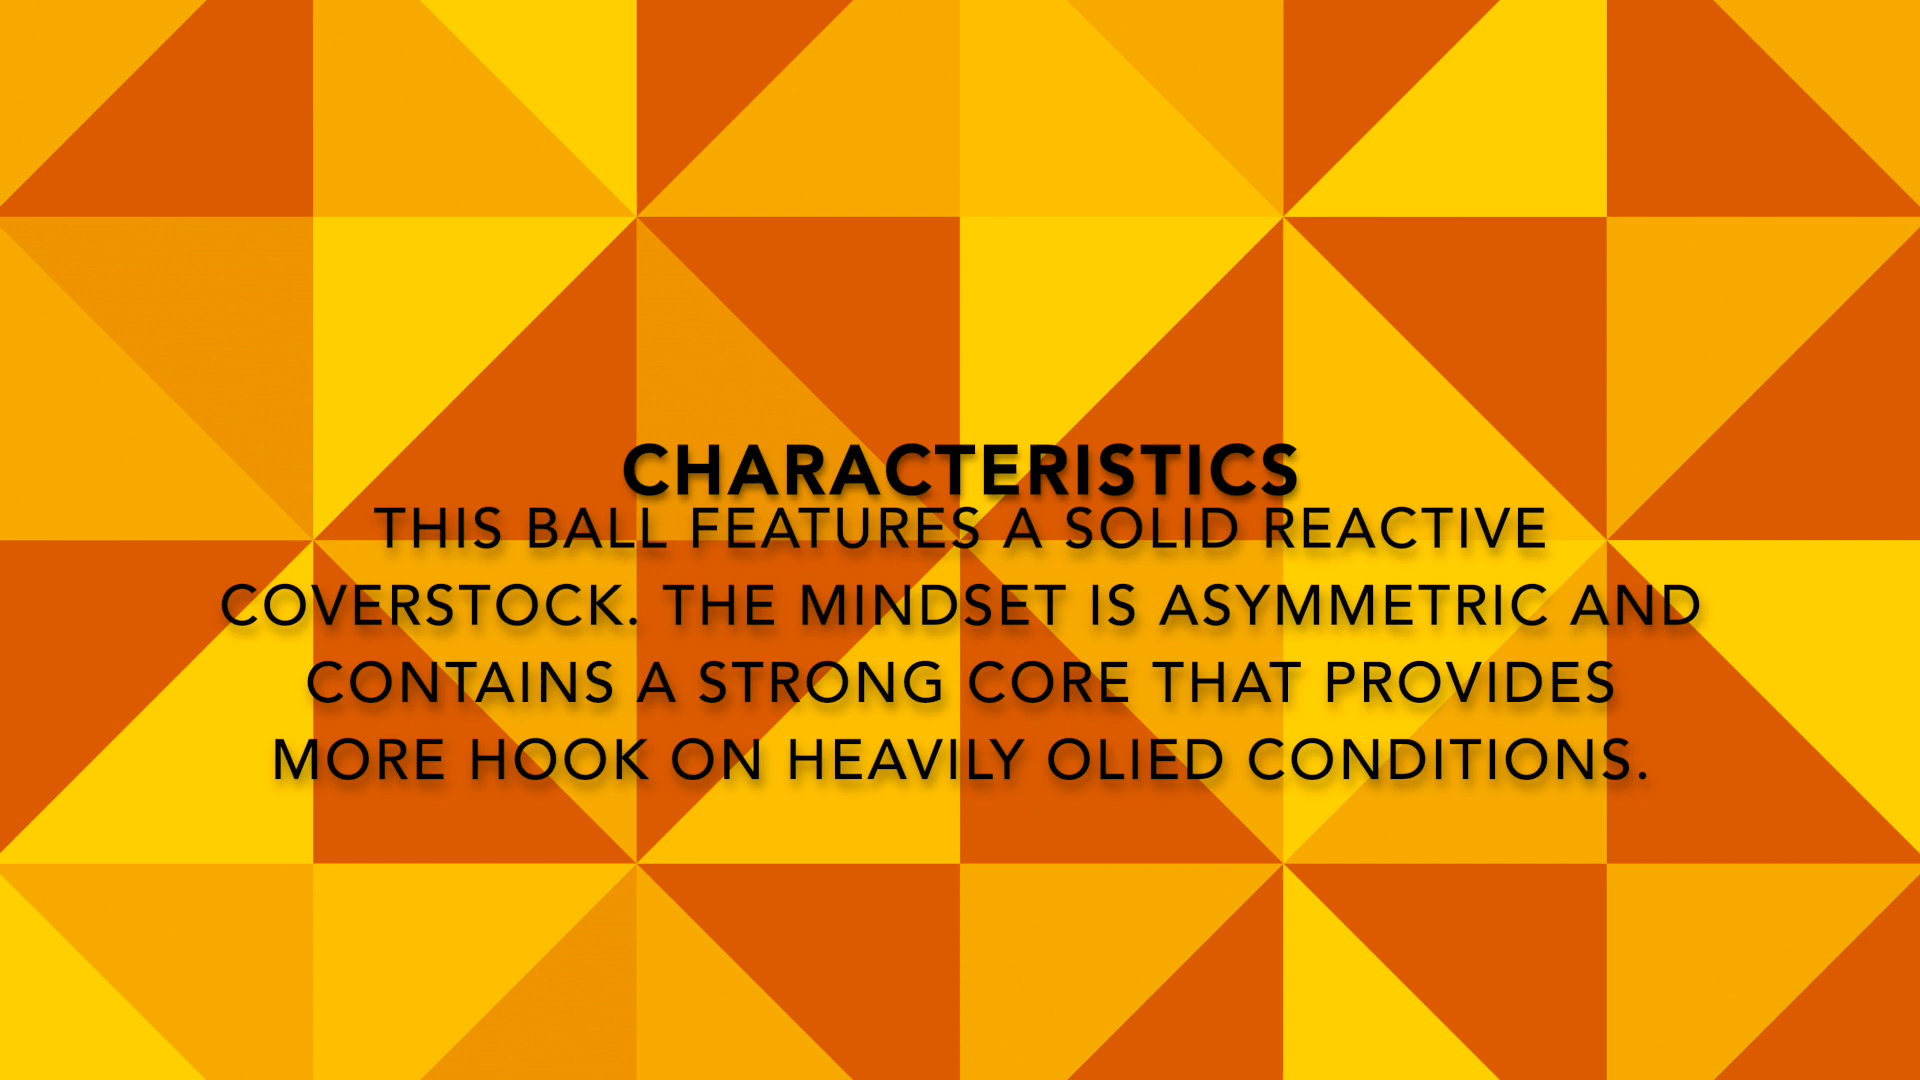 CHARACTERISTICS
THIS BALL FEATURES A SOLID REACTIVE
COVERSTOCK. THE MINDSET IS ASYMMETRIC AND
CONTAINS A STRONG CORE THAT PROVIDES
MORE HOOK ON HEAVILY OLIED CONDITIONS.